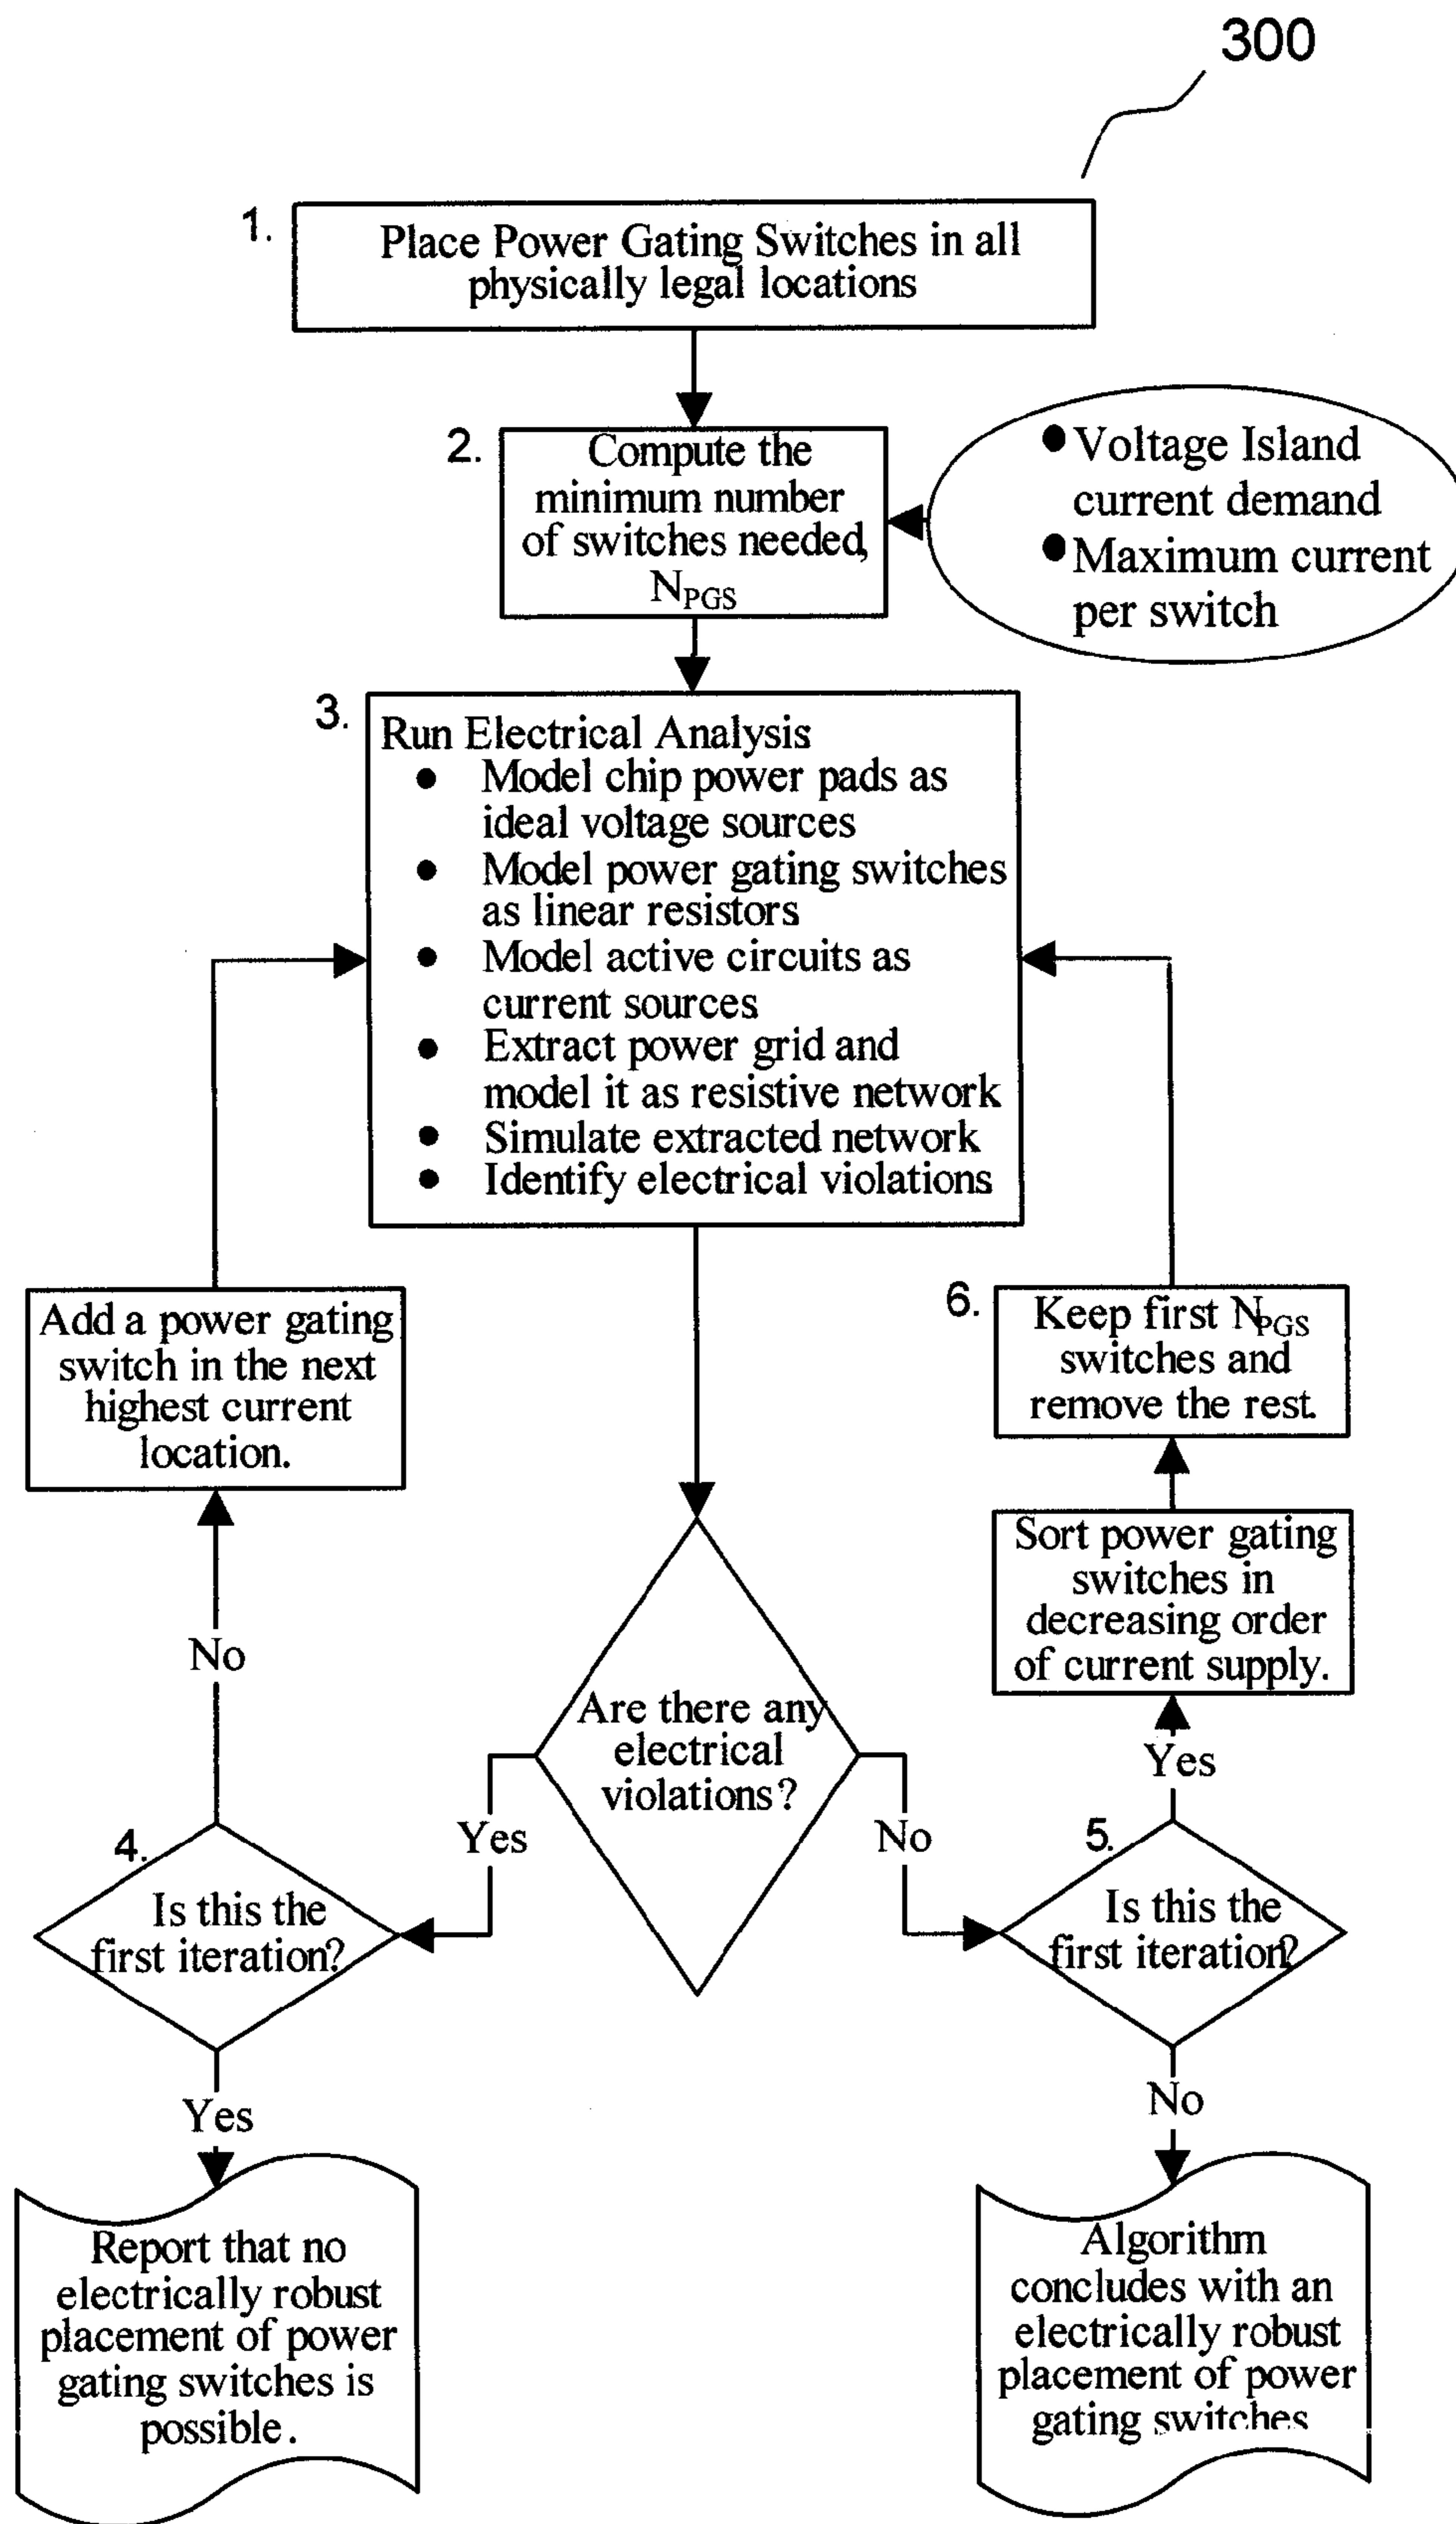 300
1.
Place Power Gating Switches in all
physically legal locations
2.
Compute the
minimum number
of switches needed,
NPGS
● Voltage Island
current demand
● Maximum current
per switch
3.
Run Electrical Analysis
● Model chip power pads as
ideal voltage sources
● Model power gating switches
as linear resistors
● Model active circuits as
current sources
● Extract power grid and
model it as resistive network
● Simulate extracted network
● Identify electrical violations
Add a power gating
switch in the next
highest current
location.
6.
Keep first NPGS
switches and
remove the rest.
Sort power gating
switches in
decreasing order
of current supply.
No
Yes
Are there any
electrical
violations?
Yes
No
4.
Is this the
first iteration?
5.
Is this the
first iteration?
Yes
No
Report that no
electrically robust
placement of power
gating switches is
possible.
Algorithm
concludes with an
electrically robust
placement of power
gating switches